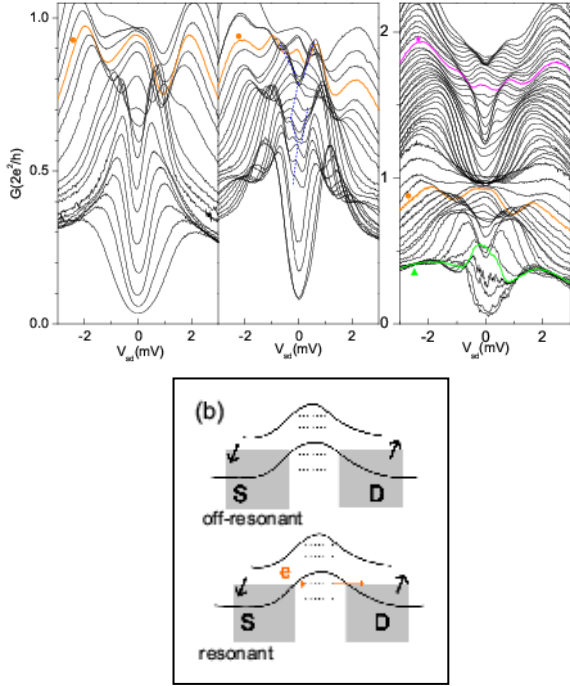 1.0
0.5
0.0
G(2e²/h)
-2 0 2
V_sd(mV)
-2 0 2
V_sd(mV)
2
1
0
-2 0 2
V_sd(mV)
(b)
S D
off-resonant
e
S D
resonant